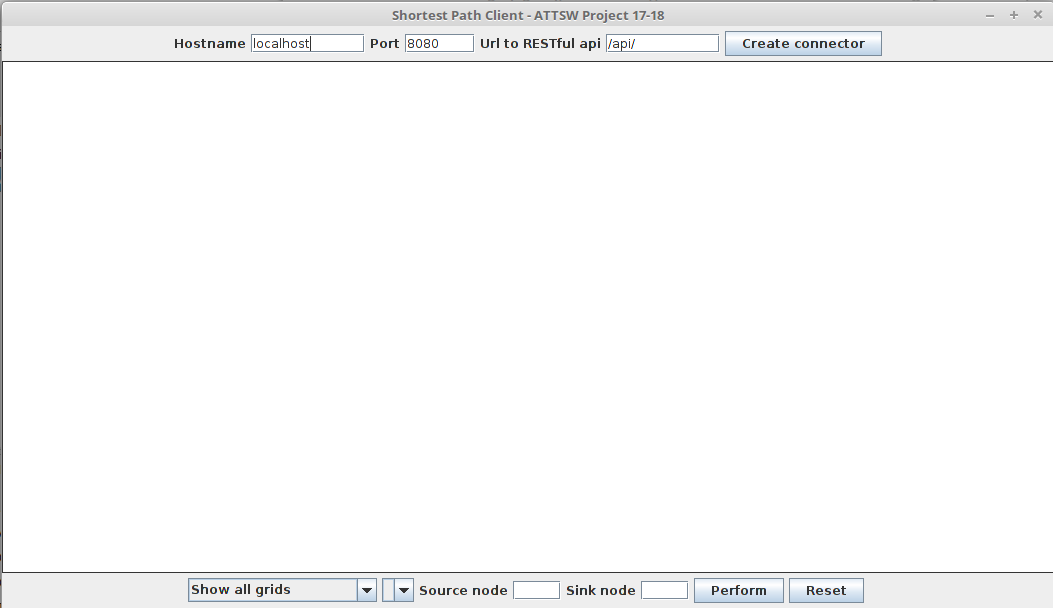 Shortest Path Client - ATTSW Project 17-18
Hostname localhost Port 8080 Url to RESTful api /api/ Create connector
Show all grids Source node Sink node Perform Reset